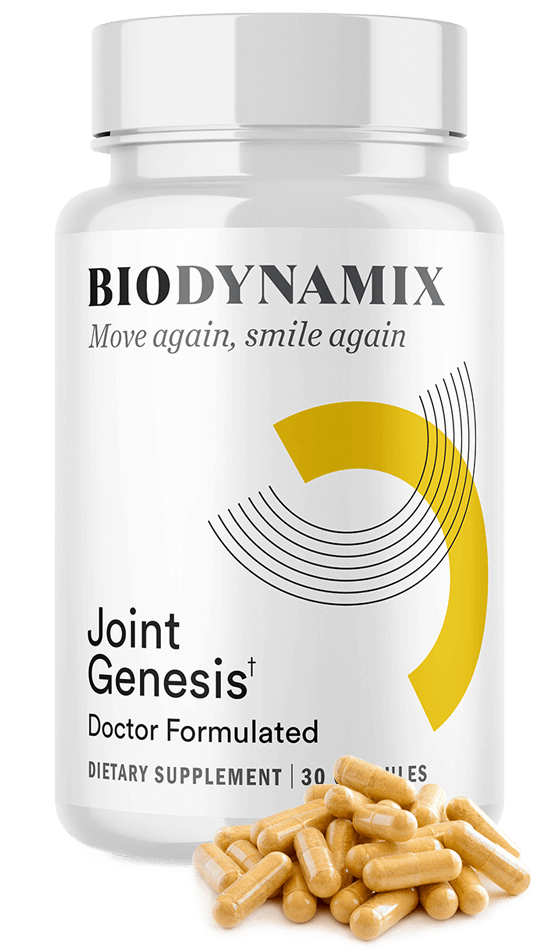 BIODYNAMIX
Move again, smile again
Joint
Genesis†
Doctor Formulated
DIETARY SUPPLEMENT | 30